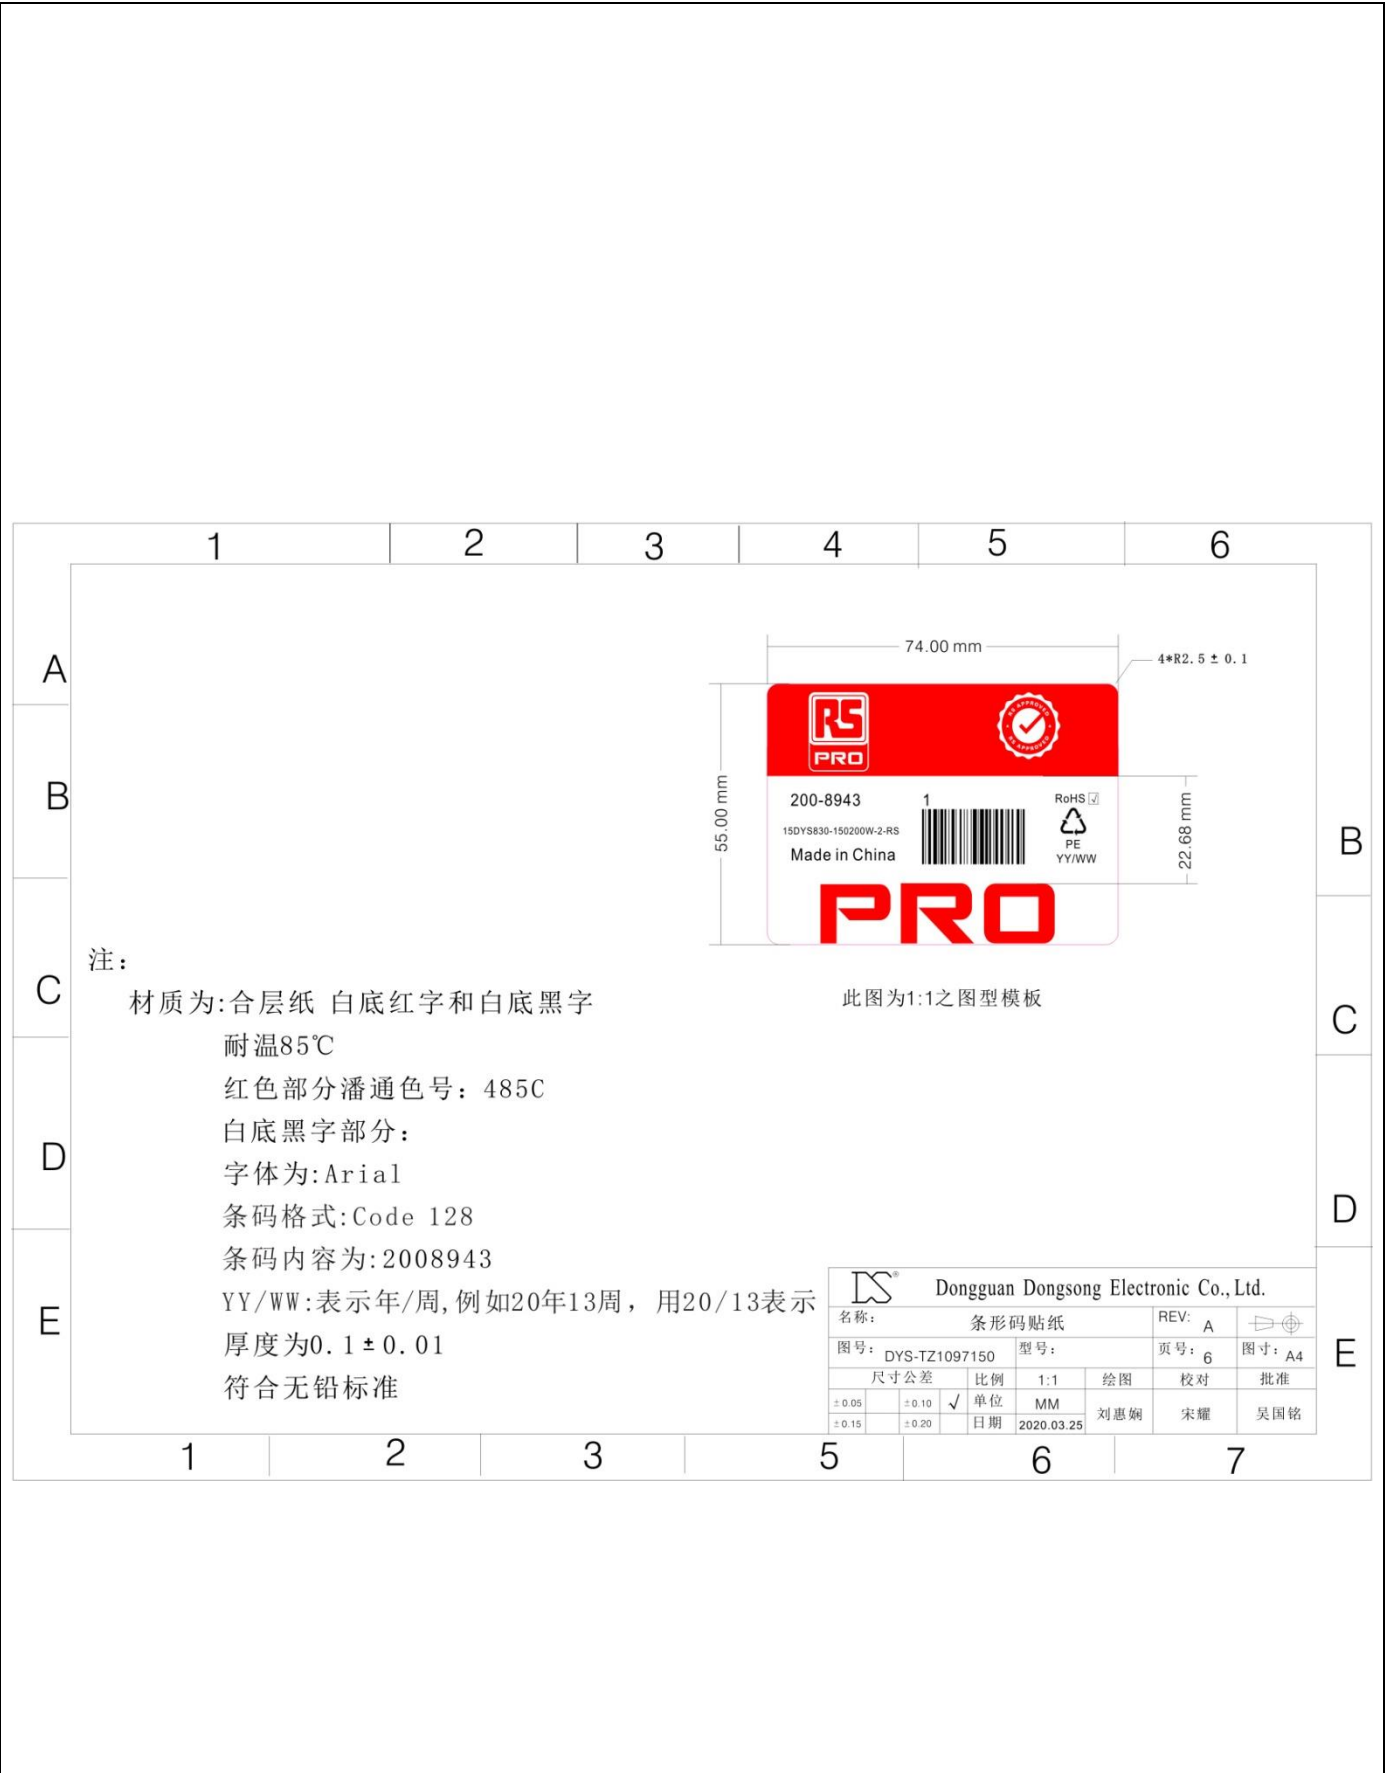 1 2 3 4 5 6
A
B
C
D
E
B
C
D
E
74.00 mm
4*R2.5±0.1
55.00 mm
22.68 mm
RS
PRO
RS APPROVED
RS APPROVED
200-8943 1 RoHS
15DYS830-150200W-2-RS
Made in China
PE
YY/WW
PRO
此图为1:1之图型模板
注：
材质为:合层纸 白底红字和白底黑字
耐温85℃
红色部分潘通色号：485C
白底黑字部分：
字体为:Arial
条码格式:Code 128
条码内容为:2008943
YY/WW:表示年/周,例如20年13周，用20/13表示
厚度为0.1±0.01
符合无铅标准
DS® Dongguan Dongsong Electronic Co., Ltd.
名称： 条形码贴纸 REV: A
图号：DYS-TZ1097150 型号： 页号：6 图寸：A4
尺寸公差 比例 1:1 绘图 校对 批准
±0.05 ±0.10 √ 单位 MM 刘惠娴 宋耀 吴国铭
±0.15 ±0.20 日期 2020.03.25
1 2 3 5 6 7